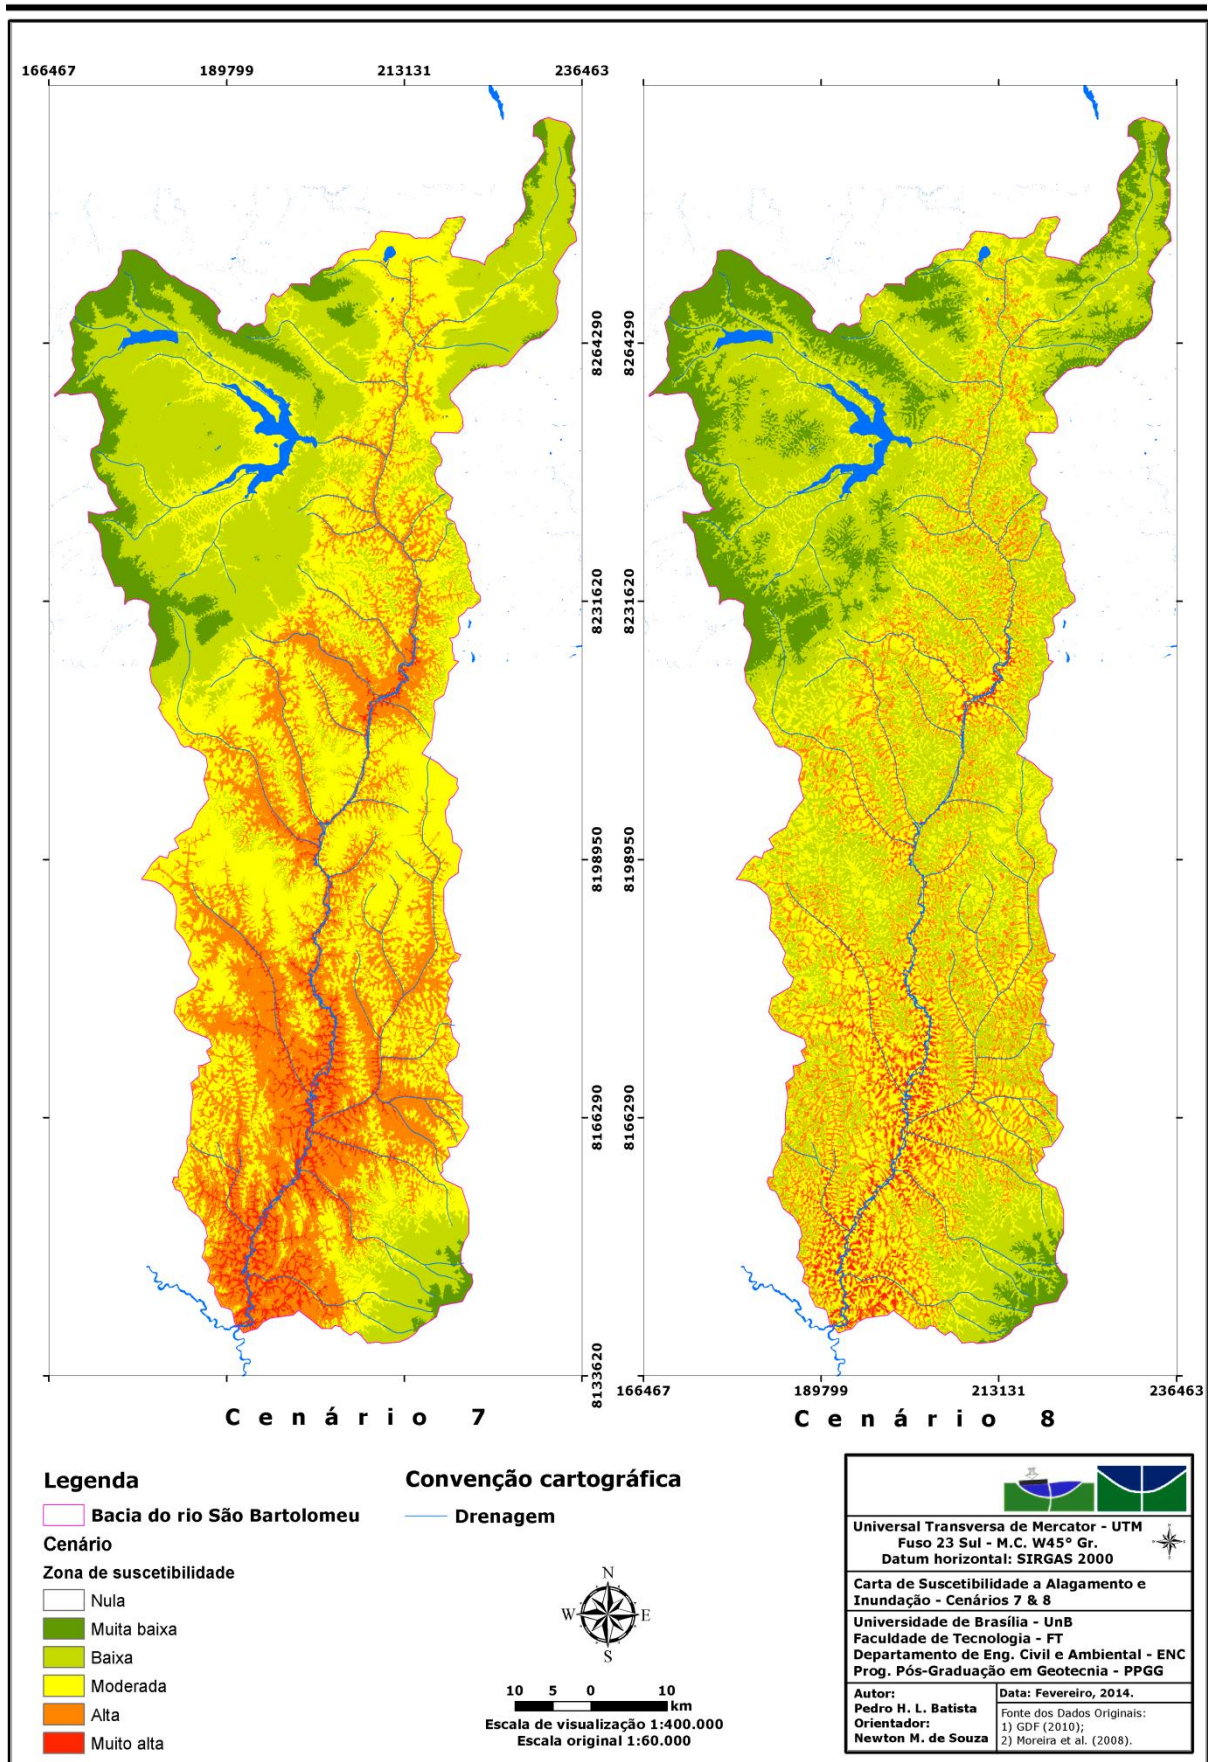 166467 189799 213131 236463
8264290 8264290
8231620 8231620
8198950 8198950
8166290 8166290
8133620
166467 189799 213131 236463
Cenário 7
Cenário 8
Legenda
Bacia do rio São Bartolomeu
Cenário
Zona de suscetibilidade
Nula
Muita baixa
Baixa
Moderada
Alta
Muito alta
Convenção cartográfica
Drenagem
N
W E
S
10 5 0 10
km
Escala de visualização 1:400.000
Escala original 1:60.000
Universal Transversa de Mercator - UTM
Fuso 23 Sul - M.C. W45° Gr.
Datum horizontal: SIRGAS 2000
Carta de Suscetibilidade a Alagamento e
Inundação - Cenários 7 & 8
Universidade de Brasília - UnB
Faculdade de Tecnologia - FT
Departamento de Eng. Civil e Ambiental - ENC
Prog. Pós-Graduação em Geotecnia - PPGG
Autor:
Pedro H. L. Batista
Orientador:
Newton M. de Souza
Data: Fevereiro, 2014.
Fonte dos Dados Originais:
1) GDF (2010);
2) Moreira et al. (2008).